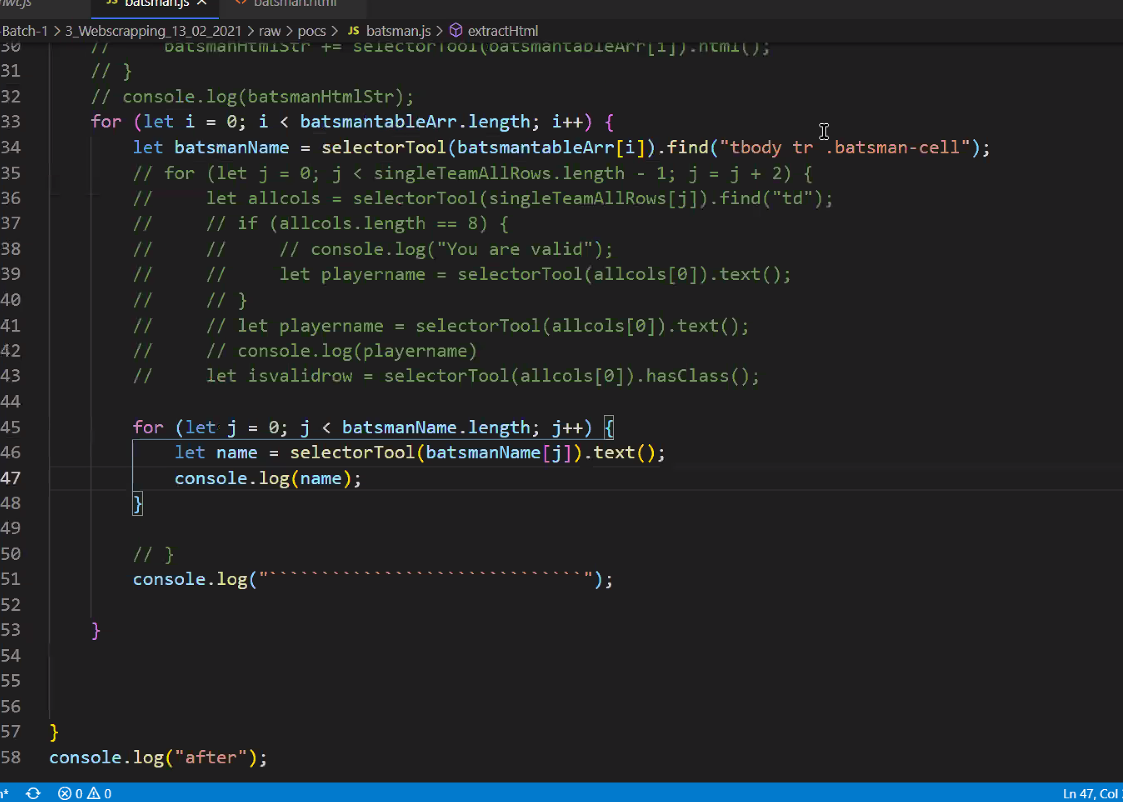 batsman.js ×
<> batsman.html
-Batch-1 > 3_Webscrapping_13_02_2021 > raw > pocs > JS batsman.js > extractHtml
30 // batsmanHtmlStr += selectorTool(batsmantableArr[i]).html();
31 // }
32 // console.log(batsmanHtmlStr);
33 for (let i = 0; i < batsmantableArr.length; i++) {
34 let batsmanName = selectorTool(batsmantableArr[i]).find("tbody tr .batsman-cell");
35 // for (let j = 0; j < singleTeamAllRows.length - 1; j = j + 2) {
36 // let allcols = selectorTool(singleTeamAllRows[j]).find("td");
37 // // if (allcols.length == 8) {
38 // // // console.log("You are valid");
39 // // let playername = selectorTool(allcols[0]).text();
40 // // }
41 // // let playername = selectorTool(allcols[0]).text();
42 // // console.log(playername)
43 // let isvalidrow = selectorTool(allcols[0]).hasClass();
44
45 for (let j = 0; j < batsmanName.length; j++) {
46 let name = selectorTool(batsmanName[j]).text();
47 console.log(name);
48 }
49
50 // }
51 console.log("``````````````````````````````");
52
53 }
54
55
56
57 }
58 console.log("after");
0 0
Ln 47, Col